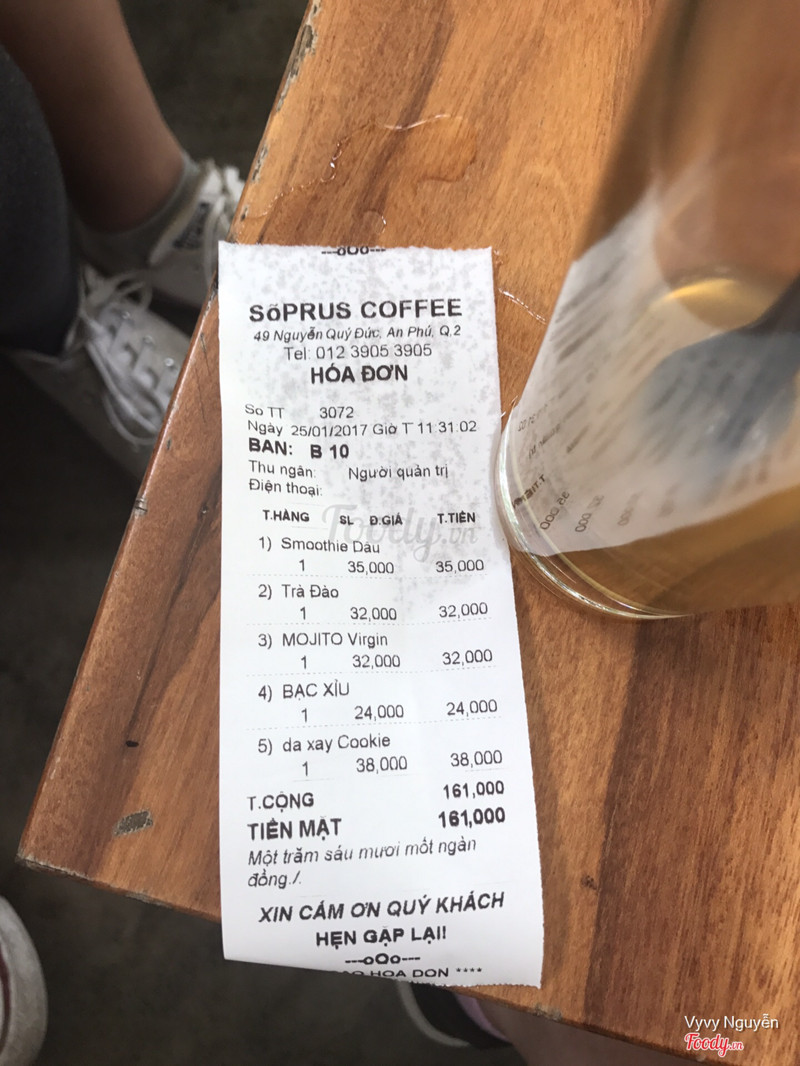 ---oOo---
SõPRUS COFFEE
49 Nguyễn Quý Đức, An Phú, Q.2
Tel: 012 3905 3905
HÓA ĐƠN
So TT 3072
Ngày 25/01/2017 Giờ T 11:31:02
BAN: B 10
Thu ngân: Người quản trị
Điện thoại:
T.HÀNG SL Đ.GIÁ T.TIỀN
1) Smoothie Dâu
1 35,000 35,000
2) Trà Đào
1 32,000 32,000
3) MOJITO Virgin
1 32,000 32,000
4) BẠC XỈU
1 24,000 24,000
5) da xay Cookie
1 38,000 38,000
T.CỘNG 161,000
TIỀN MẶT 161,000
Một trăm sáu mươi mốt ngàn
đồng./.
XIN CÁM ƠN QUÝ KHÁCH
HẸN GẶP LẠI!
---oOo---
HOA DON ****
Foody.vn
Vyvy Nguyễn
Foody.vn